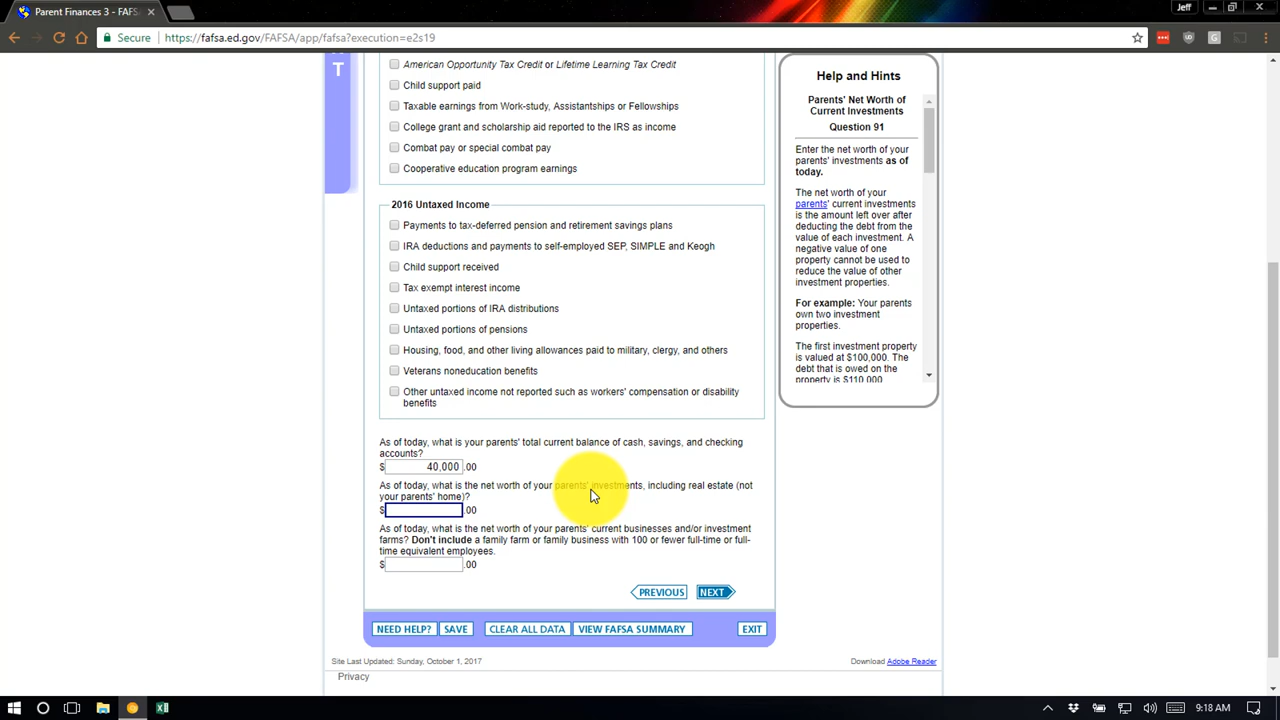 Parent Finances 3 - FAFS
Jeff
Secure
https://fafsa.ed.gov/FAFSA/app/fafsa?execution=e2s19
T
American Opportunity Tax Credit or Lifetime Learning Tax Credit
Child support paid
Taxable earnings from Work-study, Assistantships or Fellowships
College grant and scholarship aid reported to the IRS as income
Combat pay or special combat pay
Cooperative education program earnings
2016 Untaxed Income
Payments to tax-deferred pension and retirement savings plans
IRA deductions and payments to self-employed SEP, SIMPLE and Keogh
Child support received
Tax exempt interest income
Untaxed portions of IRA distributions
Untaxed portions of pensions
Housing, food, and other living allowances paid to military, clergy, and others
Veterans noneducation benefits
Other untaxed income not reported such as workers' compensation or disability
benefits
As of today, what is your parents' total current balance of cash, savings, and checking
accounts?
$ 40,000 .00
As of today, what is the net worth of your parents' investments, including real estate (not
your parents' home)?
$ .00
As of today, what is the net worth of your parents' current businesses and/or investment
farms? Don't include a family farm or family business with 100 or fewer full-time or full-
time equivalent employees.
$ .00
PREVIOUS
NEXT
NEED HELP?
SAVE
CLEAR ALL DATA
VIEW FAFSA SUMMARY
EXIT
Site Last Updated: Sunday, October 1, 2017
Download Adobe Reader
Privacy
Help and Hints
Parents' Net Worth of
Current Investments
Question 91
Enter the net worth of your
parents' investments as of
today.
The net worth of your
parents' current investments
is the amount left over after
deducting the debt from the
value of each investment. A
negative value of one
property cannot be used to
reduce the value of other
investment properties.
For example: Your parents
own two investment
properties.
The first investment property
is valued at $100,000. The
debt that is owed on the
property is $110,000
9:18 AM